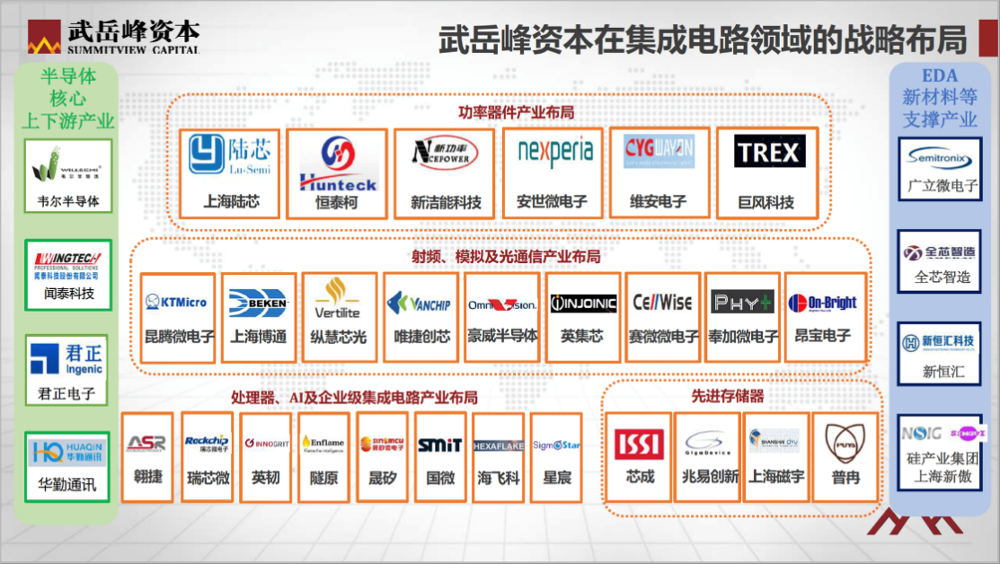 武岳峰资本
SUMMITVIEW CAPITAL
武岳峰资本在集成电路领域的战略布局
半导体
核心
上下游产业
WILLSEMI
韦尔半导体
WINGTECH
PROFESSIONAL SOLUTIONS
闻泰科技股份有限公司
闻泰科技
君正
Ingenic
君正电子
HQ HUAQIN
华勤通讯
华勤通讯
功率器件产业布局
陆芯
Lu-Semi
上海陆芯
Hunteck
恒泰柯
新功率
NCEPOWER
新洁能科技
nexperia
安世微电子
CYGWAYON
维安电子
TREX
巨风科技
射频、模拟及光通信产业布局
KTMicro
昆腾微电子
BEKEN
上海博通
Vertilite
纵慧芯光
VANCHIP
唯捷创芯
OmniVision
豪威半导体
INJOINIC
英集芯
CellWise
赛微微电子
PHY+
奉加微电子
On-Bright
昂宝电子
处理器、AI及企业级集成电路产业布局
ASR
翱捷
Rockchip
瑞芯微电子
瑞芯微
INNOGRIT
英韧
Enflame
燧原
SINOMCU
晟矽微电子
晟矽
SMiT
国微
HEXAFLAKE
海飞科
SigmaStar
星宸
先进存储器
ISSI
芯成
GigaDevice
兆易创新
SHANGHAI CIYU
上海磁宇
PUYA
普冉
EDA
新材料等
支撑产业
Semitronix
广立微电子
全芯智造
全芯智造
新恒汇科技
新恒汇
NSIG
SIMGUI
硅产业集团
上海新傲